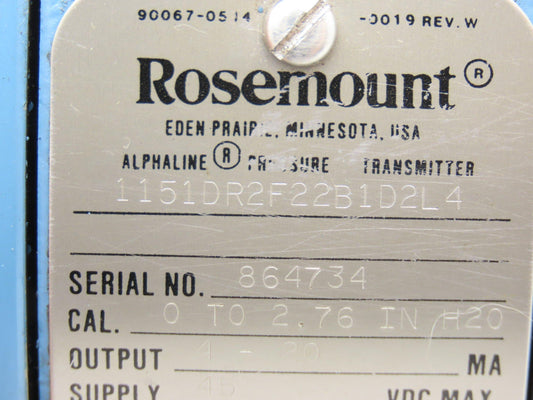 90067-0514 -0019 REV.W
Rosemount ®
EDEN PRAIRIE, MINNESOTA, USA
ALPHALINE ® PRESSURE TRANSMITTER
1151DR2F22B1D2L4
SERIAL NO. 864734
CAL. 0 TO 2.76 IN H20
OUTPUT 4 - 20 MA
SUPPLY 45 VDC MAX